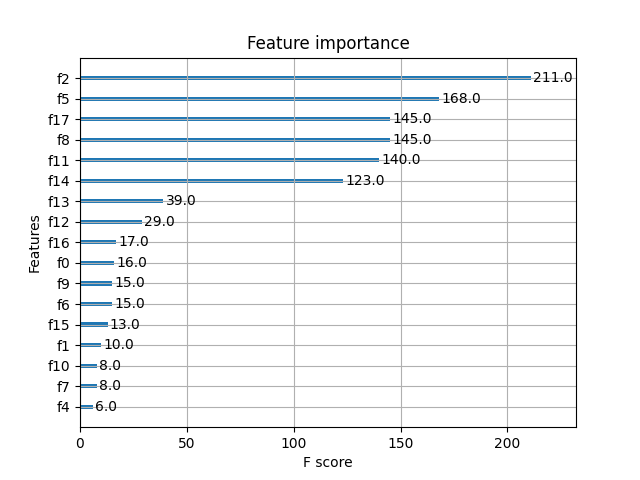 Feature importance
f2 211.0
f5 168.0
f17 145.0
f8 145.0
f11 140.0
f14 123.0
f13 39.0
f12 29.0
f16 17.0
f0 16.0
f9 15.0
f6 15.0
f15 13.0
f1 10.0
f10 8.0
f7 8.0
f4 6.0
Features
0 50 100 150 200
F score